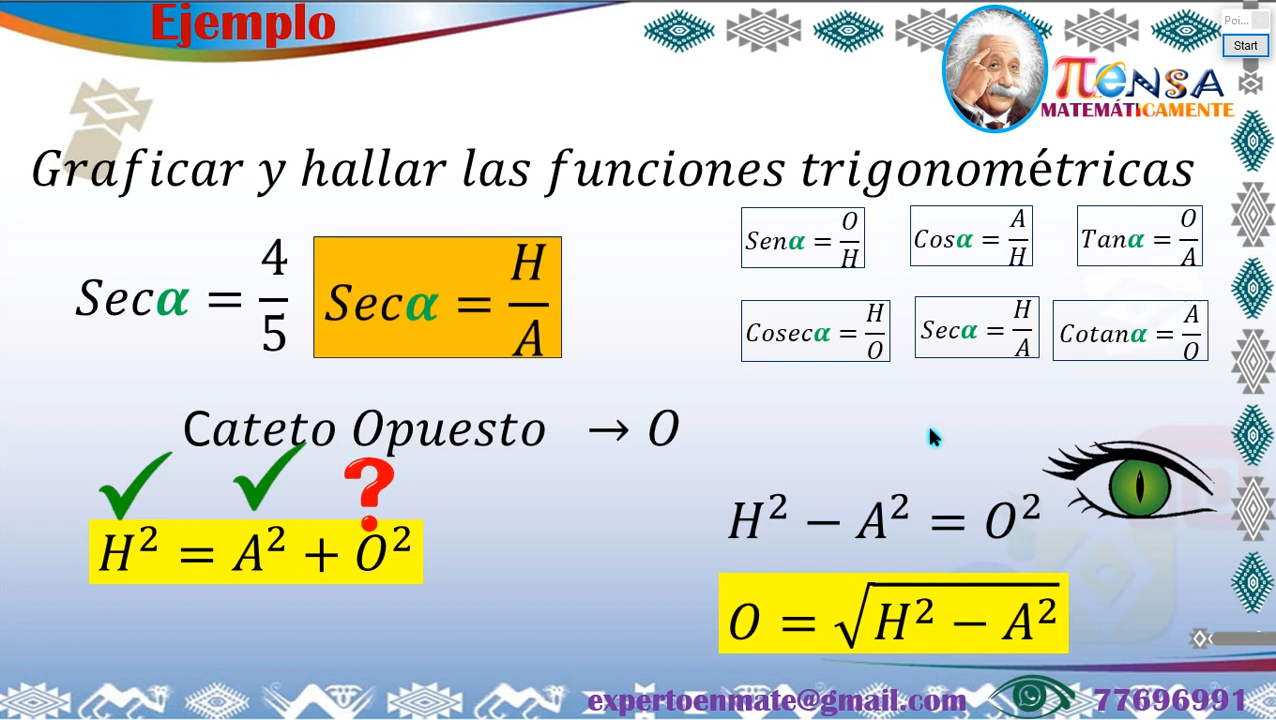 Ejemplo
Poi...
Start
πENSA
MATEMÁTICAMENTE
Graficar y hallar las funciones trigonométricas
Secα = 4/5
Secα = H/A
Senα = O/H
Cosα = A/H
Tanα = O/A
Cosecα = H/O
Secα = H/A
Cotanα = A/O
Cateto Opuesto → O
?
H² = A² + O²
H² − A² = O²
O = √(H² − A²)
expertoenmate@gmail.com 77696991